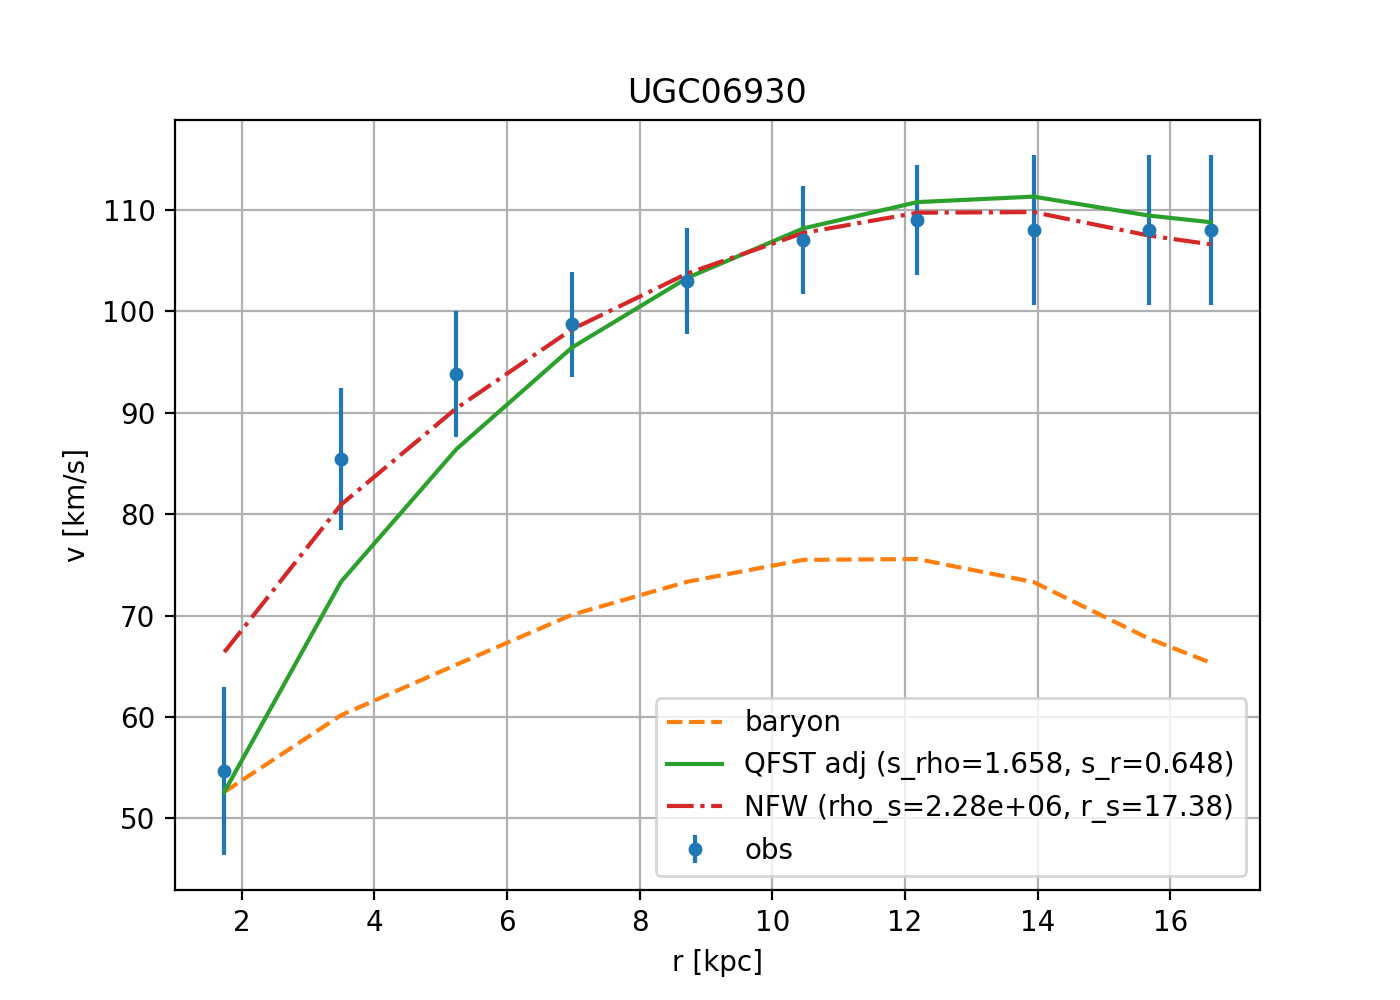 UGC06930
110
100
90
80
70
60
50
v [km/s]
baryon
QFST adj (s_rho=1.658, s_r=0.648)
NFW (rho_s=2.28e+06, r_s=17.38)
obs
2 4 6 8 10 12 14 16
r [kpc]